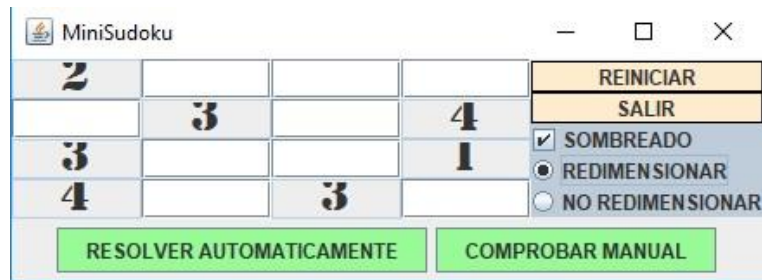 MiniSudoku
2
3 4
3 1
4 3
REINICIAR
SALIR
SOMBREADO
REDIMENSIONAR
NO REDIMENSIONAR
RESOLVER AUTOMATICAMENTE COMPROBAR MANUAL